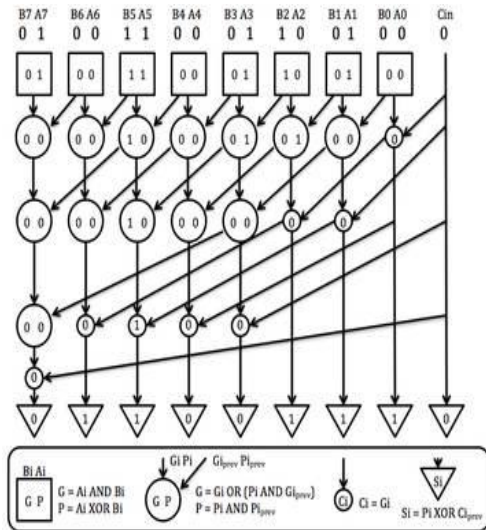 B7 A7 B6 A6 B5 A5 B4 A4 B3 A3 B2 A2 B1 A1 B0 A0 Cin
0 1 0 0 1 1 0 0 0 1 1 0 0 1 0 0 0
0 1 0 0 1 1 0 0 0 1 1 0 0 1 0 0
0 0 0 0 1 0 0 0 0 1 0 1 0 0 0
0 0 0 0 1 0 0 0 0 0 0 0
0 0 0 1 0 0
0
0 1 1 0 0 1 1 1 0
Bi Ai
G P
G = Ai AND Bi
P = Ai XOR Bi
Gi Pi
Giprev Piprev
G P
G = Gi OR (Pi AND Giprev)
P = Pi AND Piprev
Ci
Ci = Gi
Si
Si = Pi XOR Ciprev